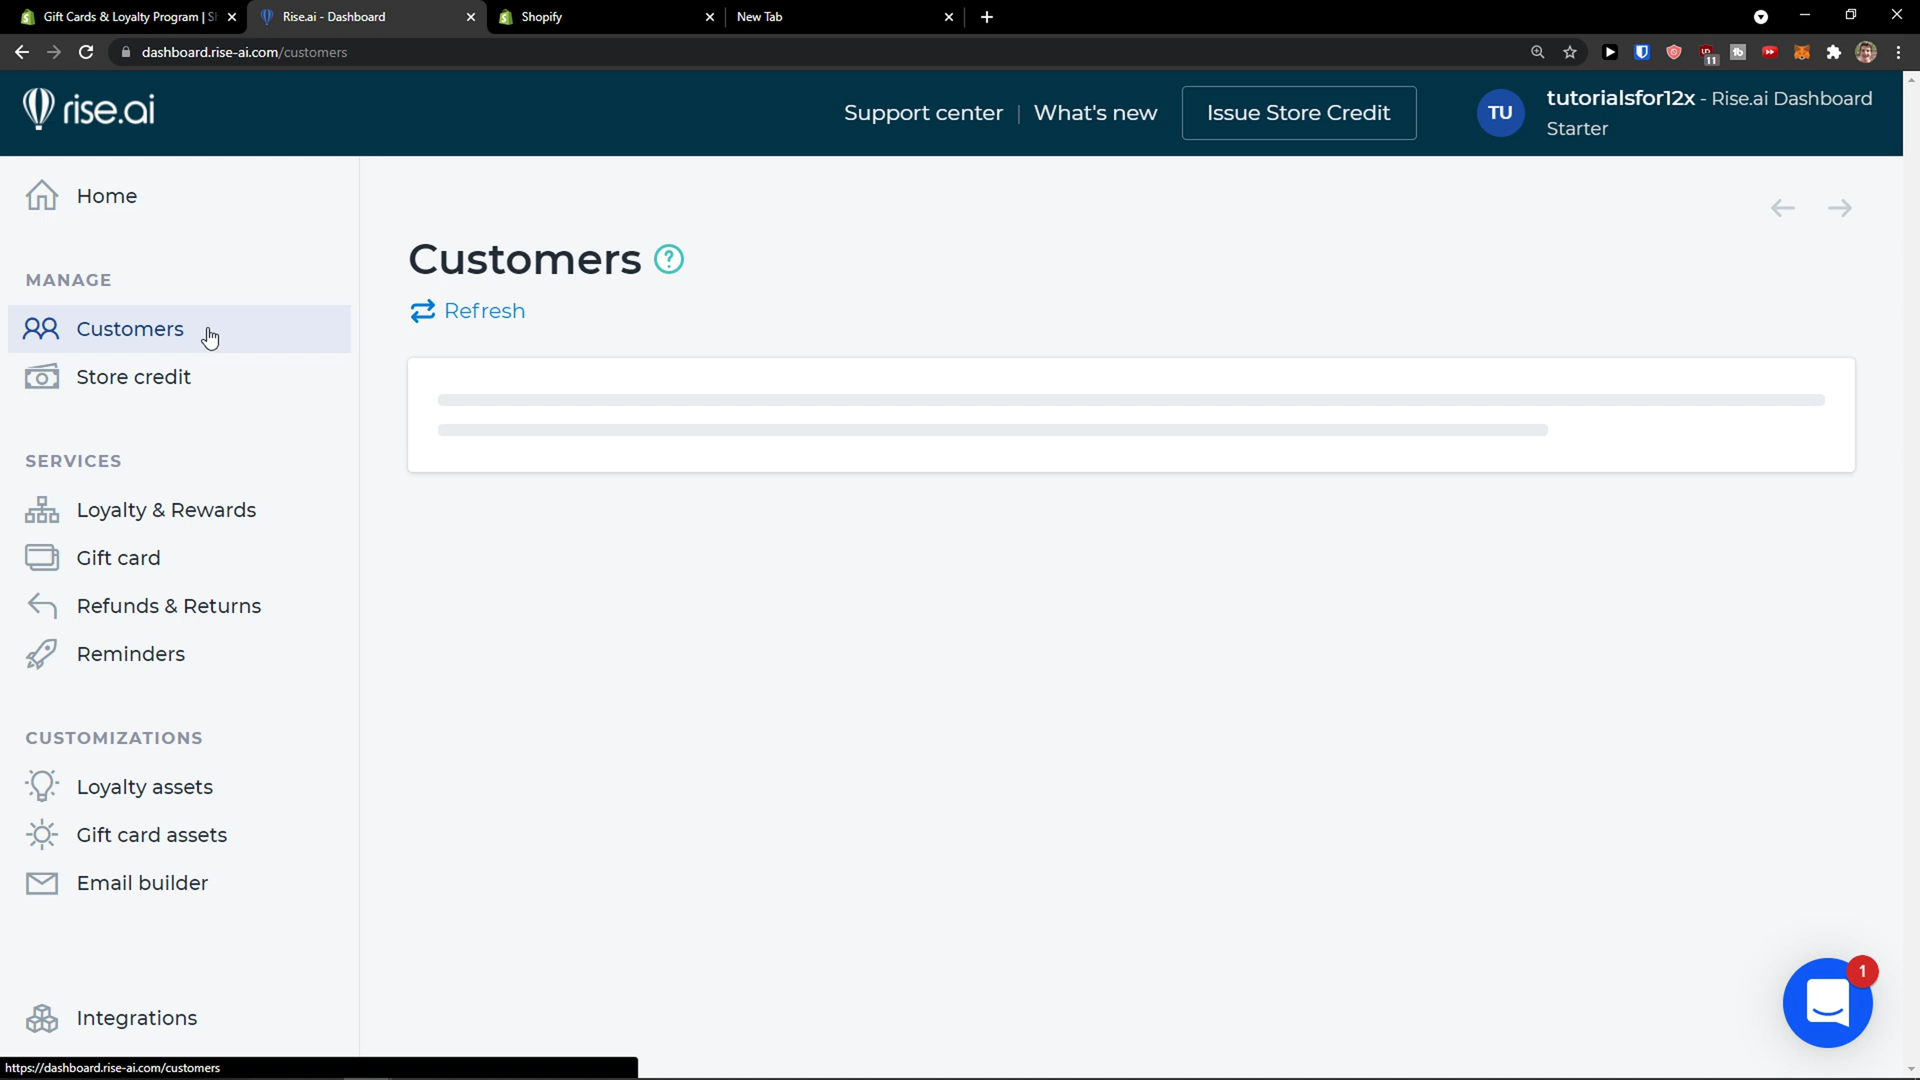 Gift Cards & Loyalty Program | S
Rise.ai - Dashboard
Shopify
New Tab
dashboard.rise-ai.com/customers
11
rise.ai
Support center | What's new
Issue Store Credit
TU
tutorialsfor12x - Rise.ai Dashboard
Starter
Home
MANAGE
Customers
Store credit
SERVICES
Loyalty & Rewards
Gift card
Refunds & Returns
Reminders
CUSTOMIZATIONS
Loyalty assets
Gift card assets
Email builder
Integrations
Customers ?
Refresh
1
https://dashboard.rise-ai.com/customers